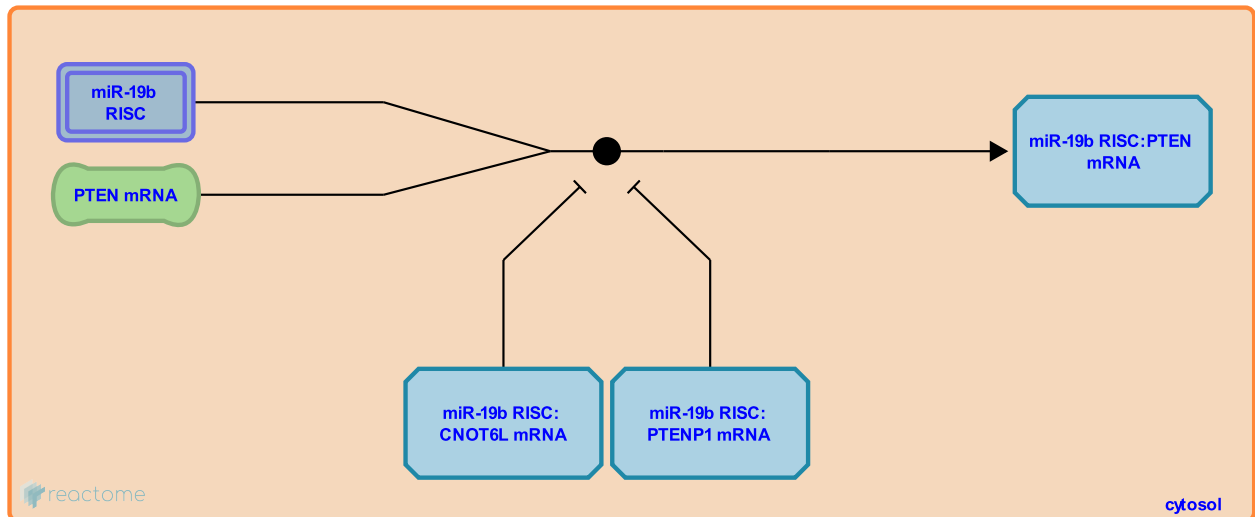 miR-19b
RISC
PTEN mRNA
miR-19b RISC:PTEN
mRNA
miR-19b RISC:
CNOT6L mRNA
miR-19b RISC:
PTENP1 mRNA
reactome
cytosol